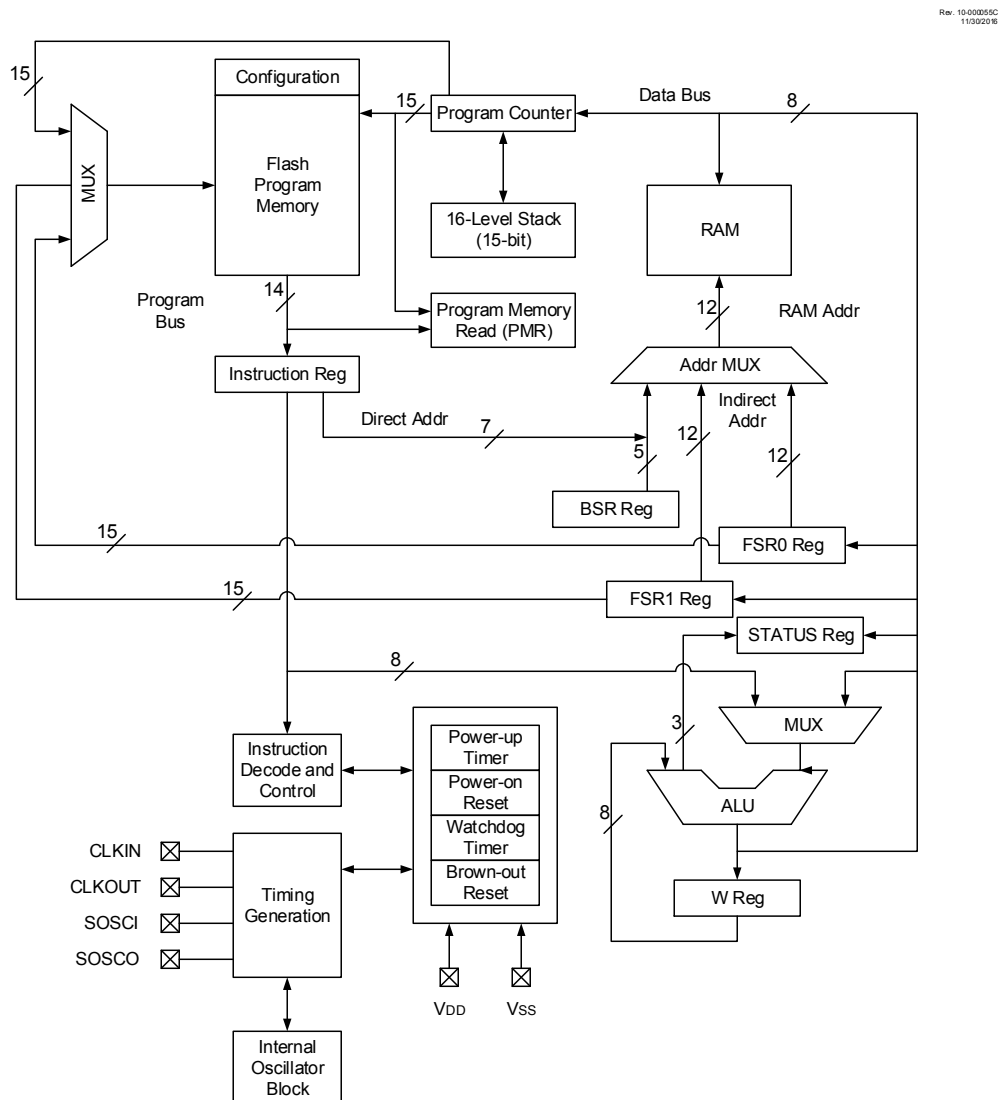 Rev. 10-000055C
11/30/2016
15
Configuration
15
Program Counter
Data Bus
8
MUX
Flash
Program
Memory
16-Level Stack
(15-bit)
RAM
Program
Bus
14
Program Memory
Read (PMR)
12
RAM Addr
Instruction Reg
Addr MUX
Direct Addr
7
Indirect
Addr
5
12
12
BSR Reg
15
FSR0 Reg
15
FSR1 Reg
STATUS Reg
8
3
MUX
Instruction
Decode and
Control
Power-up
Timer
Power-on
Reset
Watchdog
Timer
Brown-out
Reset
8
ALU
CLKIN
CLKOUT
SOSCI
SOSCO
Timing
Generation
W Reg
VDD
VSS
Internal
Oscillator
Block